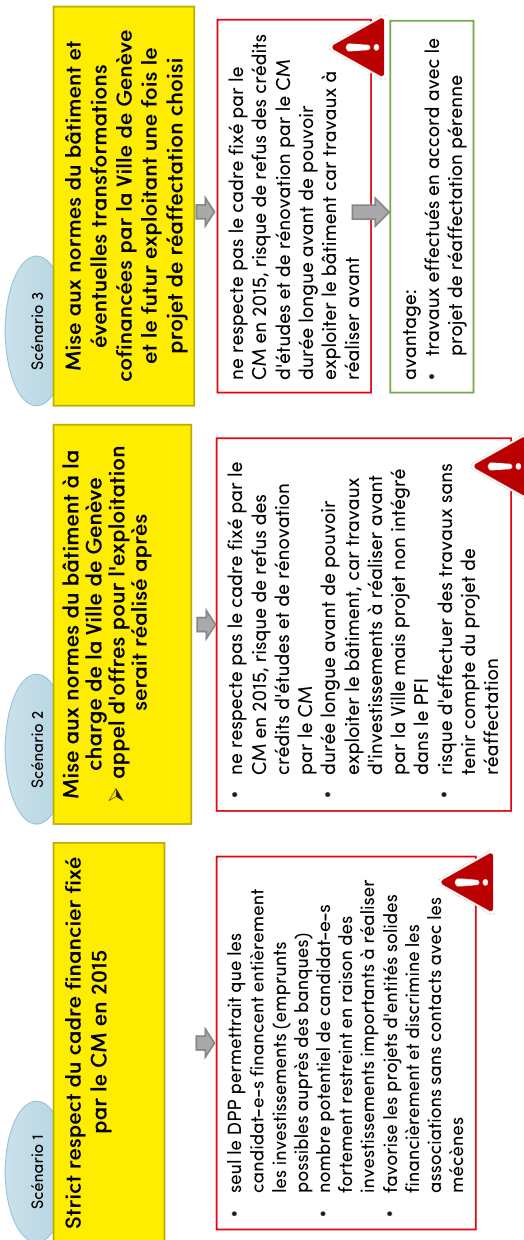 Scénario 1
Strict respect du cadre financier fixé
par le CM en 2015
• seul le DPP permettrait que les
candidat-e-s financent entièrement
les investissements (emprunts
possibles auprès des banques)
• nombre potentiel de candidat-e-s
fortement restreint en raison des
investissements importants à réaliser
• favorise les projets d'entités solides
financièrement et discrimine les
associations sans contacts avec les
mécènes
Scénario 2
Mise aux normes du bâtiment à la
charge de la Ville de Genève
➢ appel d'offres pour l'exploitation
serait réalisé après
• ne respecte pas le cadre fixé par le
CM en 2015, risque de refus des
crédits d'études et de rénovation
par le CM
• durée longue avant de pouvoir
exploiter le bâtiment, car travaux
d'investissements à réaliser avant
par la Ville mais projet non intégré
dans le PFI
• risque d'effectuer des travaux sans
tenir compte du projet de
réaffectation
Scénario 3
Mise aux normes du bâtiment et
éventuelles transformations
cofinancées par la Ville de Genève
et le futur exploitant une fois le
projet de réaffectation choisi
ne respecte pas le cadre fixé par le
CM en 2015, risque de refus des crédits
d'études et de rénovation par le CM
durée longue avant de pouvoir
exploiter le bâtiment car travaux à
réaliser avant
avantage:
• travaux effectués en accord avec le
projet de réaffectation pérenne